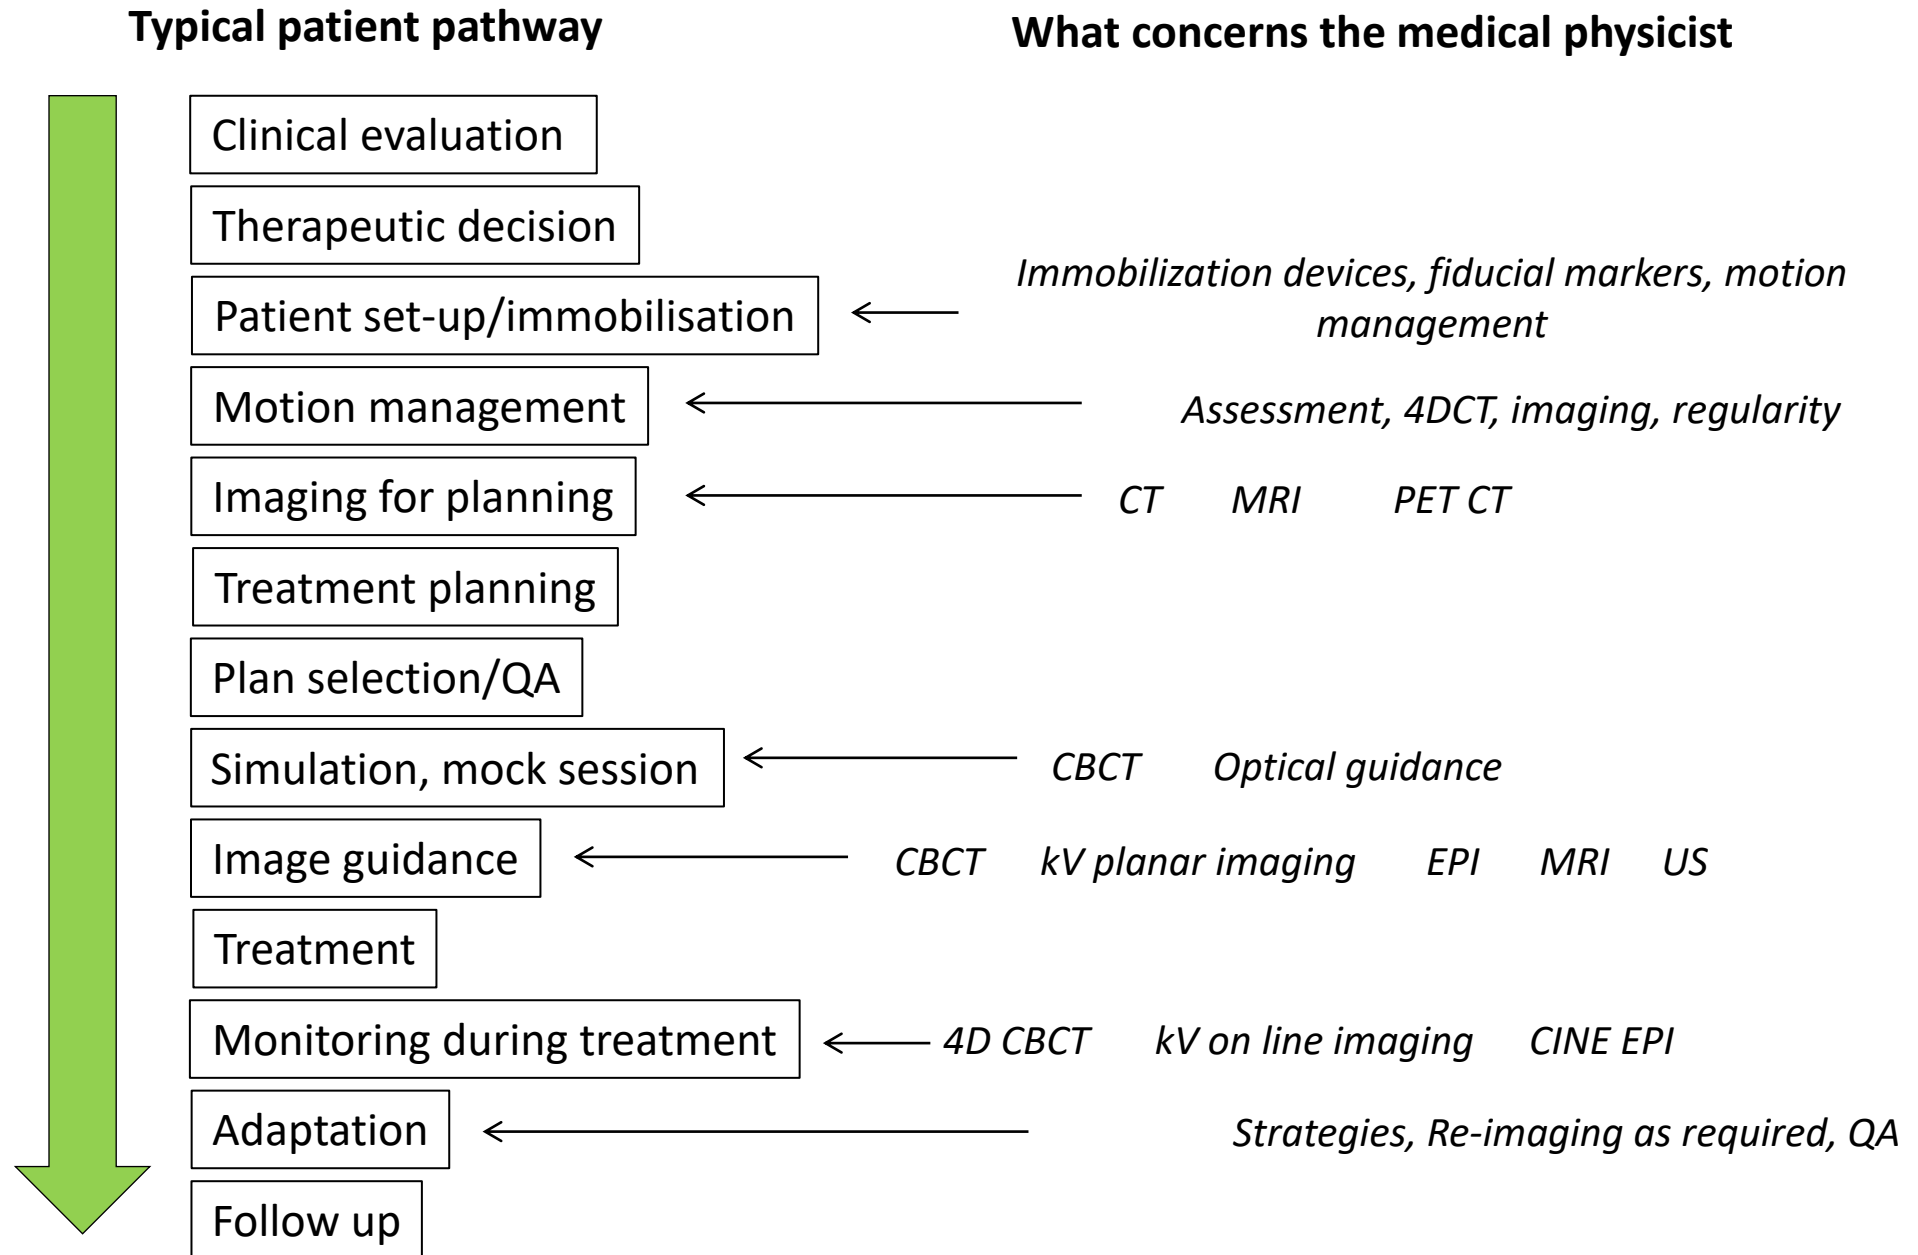 Typical patient pathway
What concerns the medical physicist
Clinical evaluation
Therapeutic decision
Patient set-up/immobilisation
Immobilization devices, fiducial markers, motion
management
Motion management
Assessment, 4DCT, imaging, regularity
Imaging for planning
CT MRI PET CT
Treatment planning
Plan selection/QA
Simulation, mock session
CBCT Optical guidance
Image guidance
CBCT kV planar imaging EPI MRI US
Treatment
Monitoring during treatment
4D CBCT kV on line imaging CINE EPI
Adaptation
Strategies, Re-imaging as required, QA
Follow up